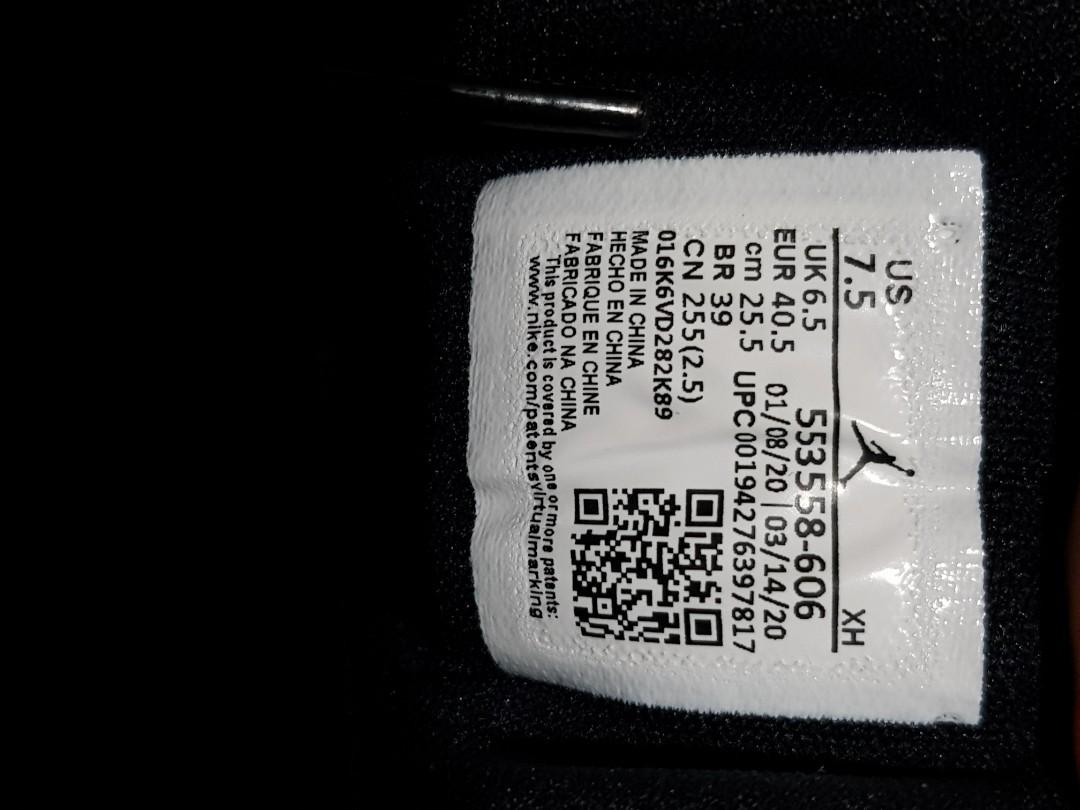 US
7.5
XH
553558-606
UK 6.5
01/08/20 | 03/14/20
EUR 40.5
cm 25.5 UPC 00194276397817
BR 39
CN 255(2.5)
016K6VD282K89
MADE IN CHINA
HECHO EN CHINA
FABRIQUE EN CHINE
FABRICADO NA CHINA
This product is covered by one or more patents:
www.nike.com/patentsvirtualmarking